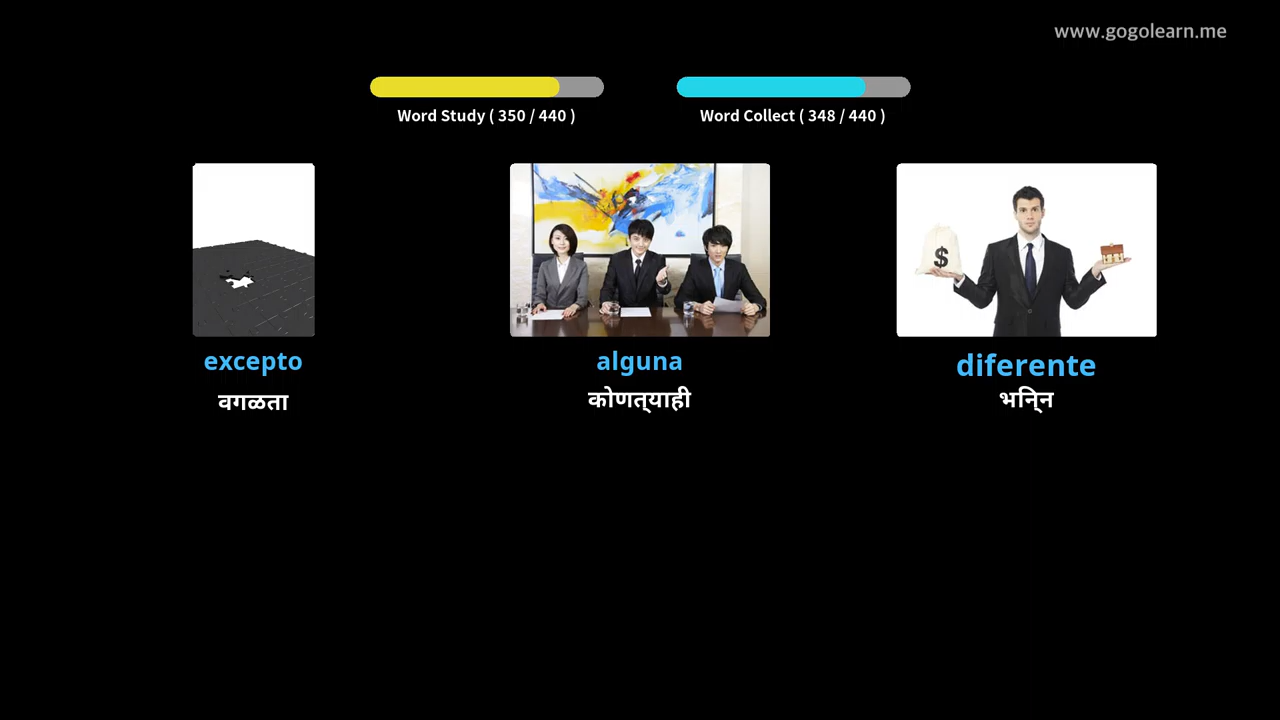 www.gogolearn.me
Word Study ( 350 / 440 )
Word Collect ( 348 / 440 )
$
excepto
वगळता
alguna
कोणत्याही
diferente
भिन्न